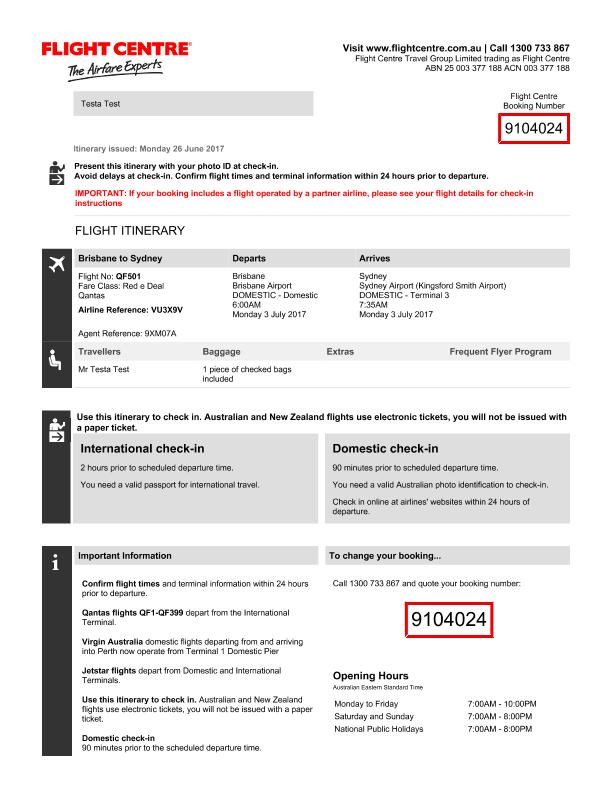 FLIGHT CENTRE
The Airfare Experts
Visit www.flightcentre.com.au | Call 1300 733 867
Flight Centre Travel Group Limited trading as Flight Centre
ABN 25 003 377 188 ACN 003 377 188
Testa Test
Flight Centre
Booking Number
9104024
Itinerary issued: Monday 26 June 2017
Present this itinerary with your photo ID at check-in.
Avoid delays at check-in. Confirm flight times and terminal information within 24 hours prior to departure.
IMPORTANT: If your booking includes a flight operated by a partner airline, please see your flight details for check-in
instructions
FLIGHT ITINERARY
Brisbane to Sydney
Departs
Arrives
Flight No: QF501
Fare Class: Red e Deal
Qantas
Airline Reference: VU3X9V
Agent Reference: 9XM07A
Brisbane
Brisbane Airport
DOMESTIC - Domestic
6:00AM
Monday 3 July 2017
Sydney
Sydney Airport (Kingsford Smith Airport)
DOMESTIC - Terminal 3
7:35AM
Monday 3 July 2017
Travellers
Baggage
Extras
Frequent Flyer Program
Mr Testa Test
1 piece of checked bags
included
Use this itinerary to check in. Australian and New Zealand flights use electronic tickets, you will not be issued with
a paper ticket.
International check-in
2 hours prior to scheduled departure time.
You need a valid passport for international travel.
Domestic check-in
90 minutes prior to scheduled departure time.
You need a valid Australian photo identification to check-in.
Check in online at airlines' websites within 24 hours of
departure.
i
Important Information
Confirm flight times and terminal information within 24 hours
prior to departure.
Qantas flights QF1-QF399 depart from the International
Terminal.
Virgin Australia domestic flights departing from and arriving
into Perth now operate from Terminal 1 Domestic Pier
Jetstar flights depart from Domestic and International
Terminals.
Use this itinerary to check in. Australian and New Zealand
flights use electronic tickets, you will not be issued with a paper
ticket.
Domestic check-in
90 minutes prior to the scheduled departure time.
To change your booking...
Call 1300 733 867 and quote your booking number:
9104024
Opening Hours
Australian Eastern Standard Time
Monday to Friday 7:00AM - 10:00PM
Saturday and Sunday 7:00AM - 8:00PM
National Public Holidays 7:00AM - 8:00PM